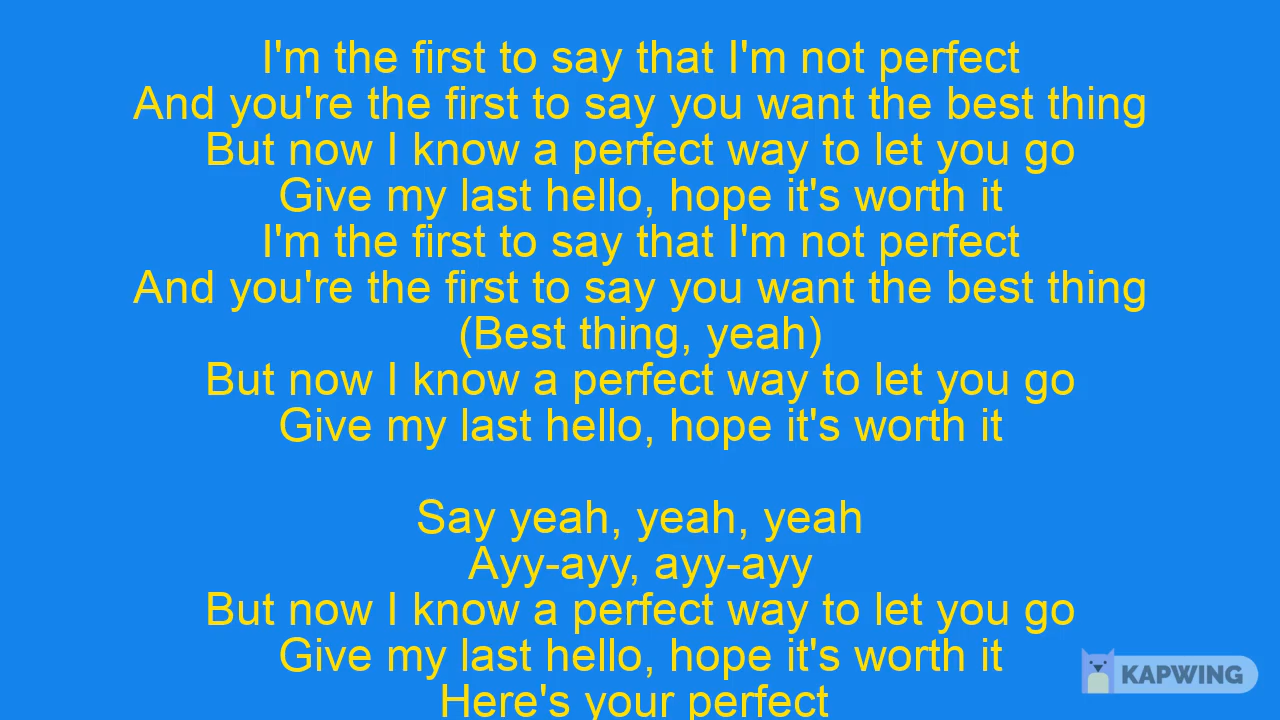 I'm the first to say that I'm not perfect
And you're the first to say you want the best thing
But now I know a perfect way to let you go
Give my last hello, hope it's worth it
I'm the first to say that I'm not perfect
And you're the first to say you want the best thing
(Best thing, yeah)
But now I know a perfect way to let you go
Give my last hello, hope it's worth it

Say yeah, yeah, yeah
Ayy-ayy, ayy-ayy
But now I know a perfect way to let you go
Give my last hello, hope it's worth it
Here's your perfect
KAPWING